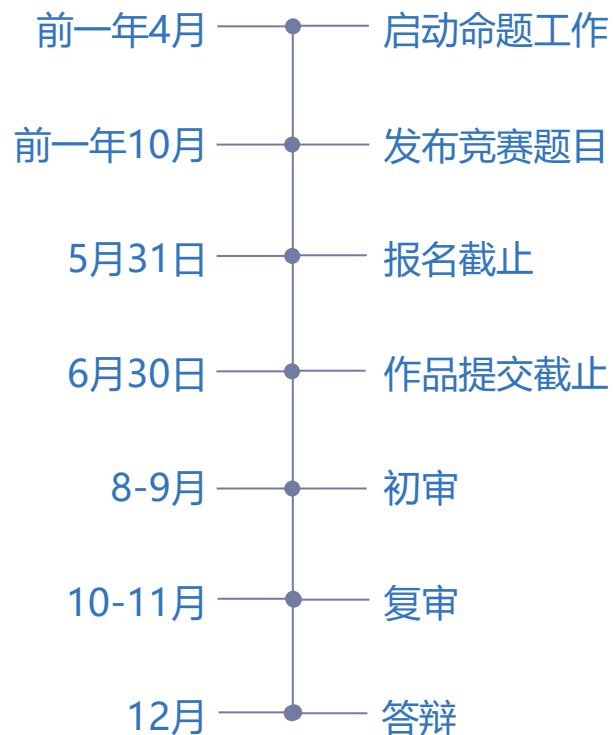 前一年4月 启动命题工作
前一年10月 发布竞赛题目
5月31日 报名截止
6月30日 作品提交截止
8-9月 初审
10-11月 复审
12月 答辩